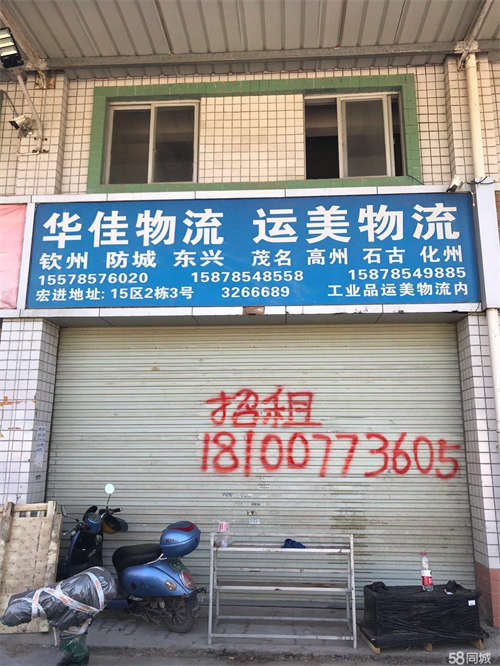 华佳物流 运美物流
钦州 防城 东兴 茂名 高州 石古 化州
15578576020 15878548558 15878549885
宏进地址: 15区2栋3号 3266689 工业品运美物流内
招租
18100773605
58同城